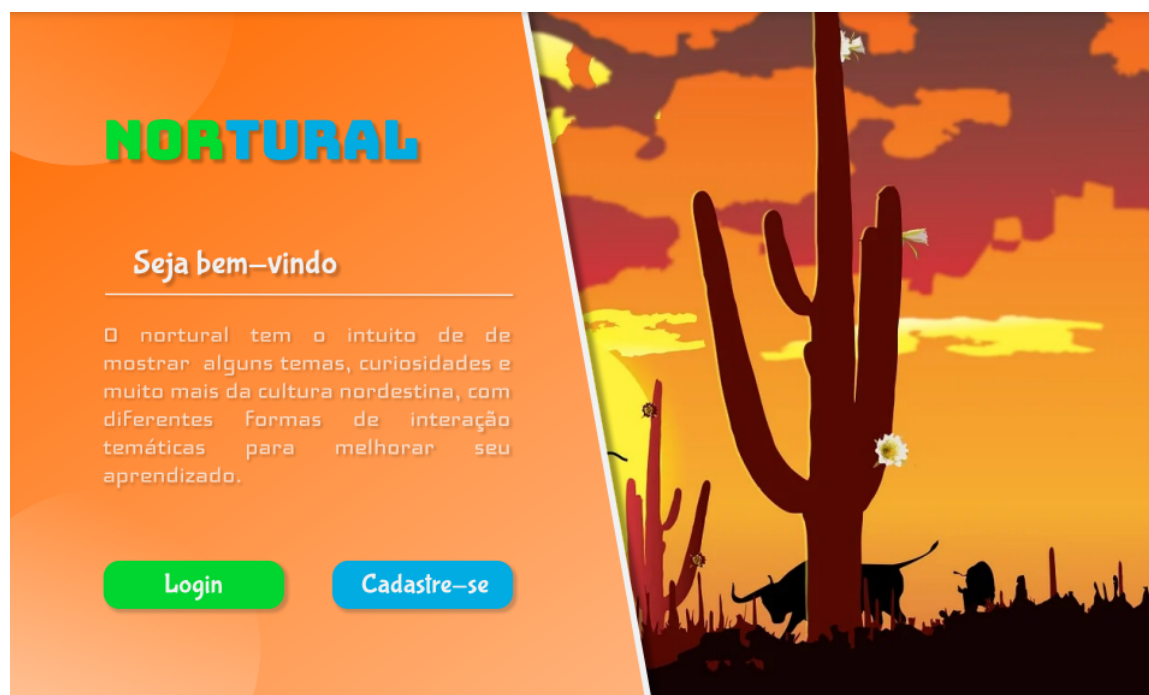 NORTURAL
Seja bem-vindo
O nortural tem o intuito de de
mostrar alguns temas, curiosidades e
muito mais da cultura nordestina, com
diferentes formas de interação
temáticas para melhorar seu
aprendizado.
Login
Cadastre-se